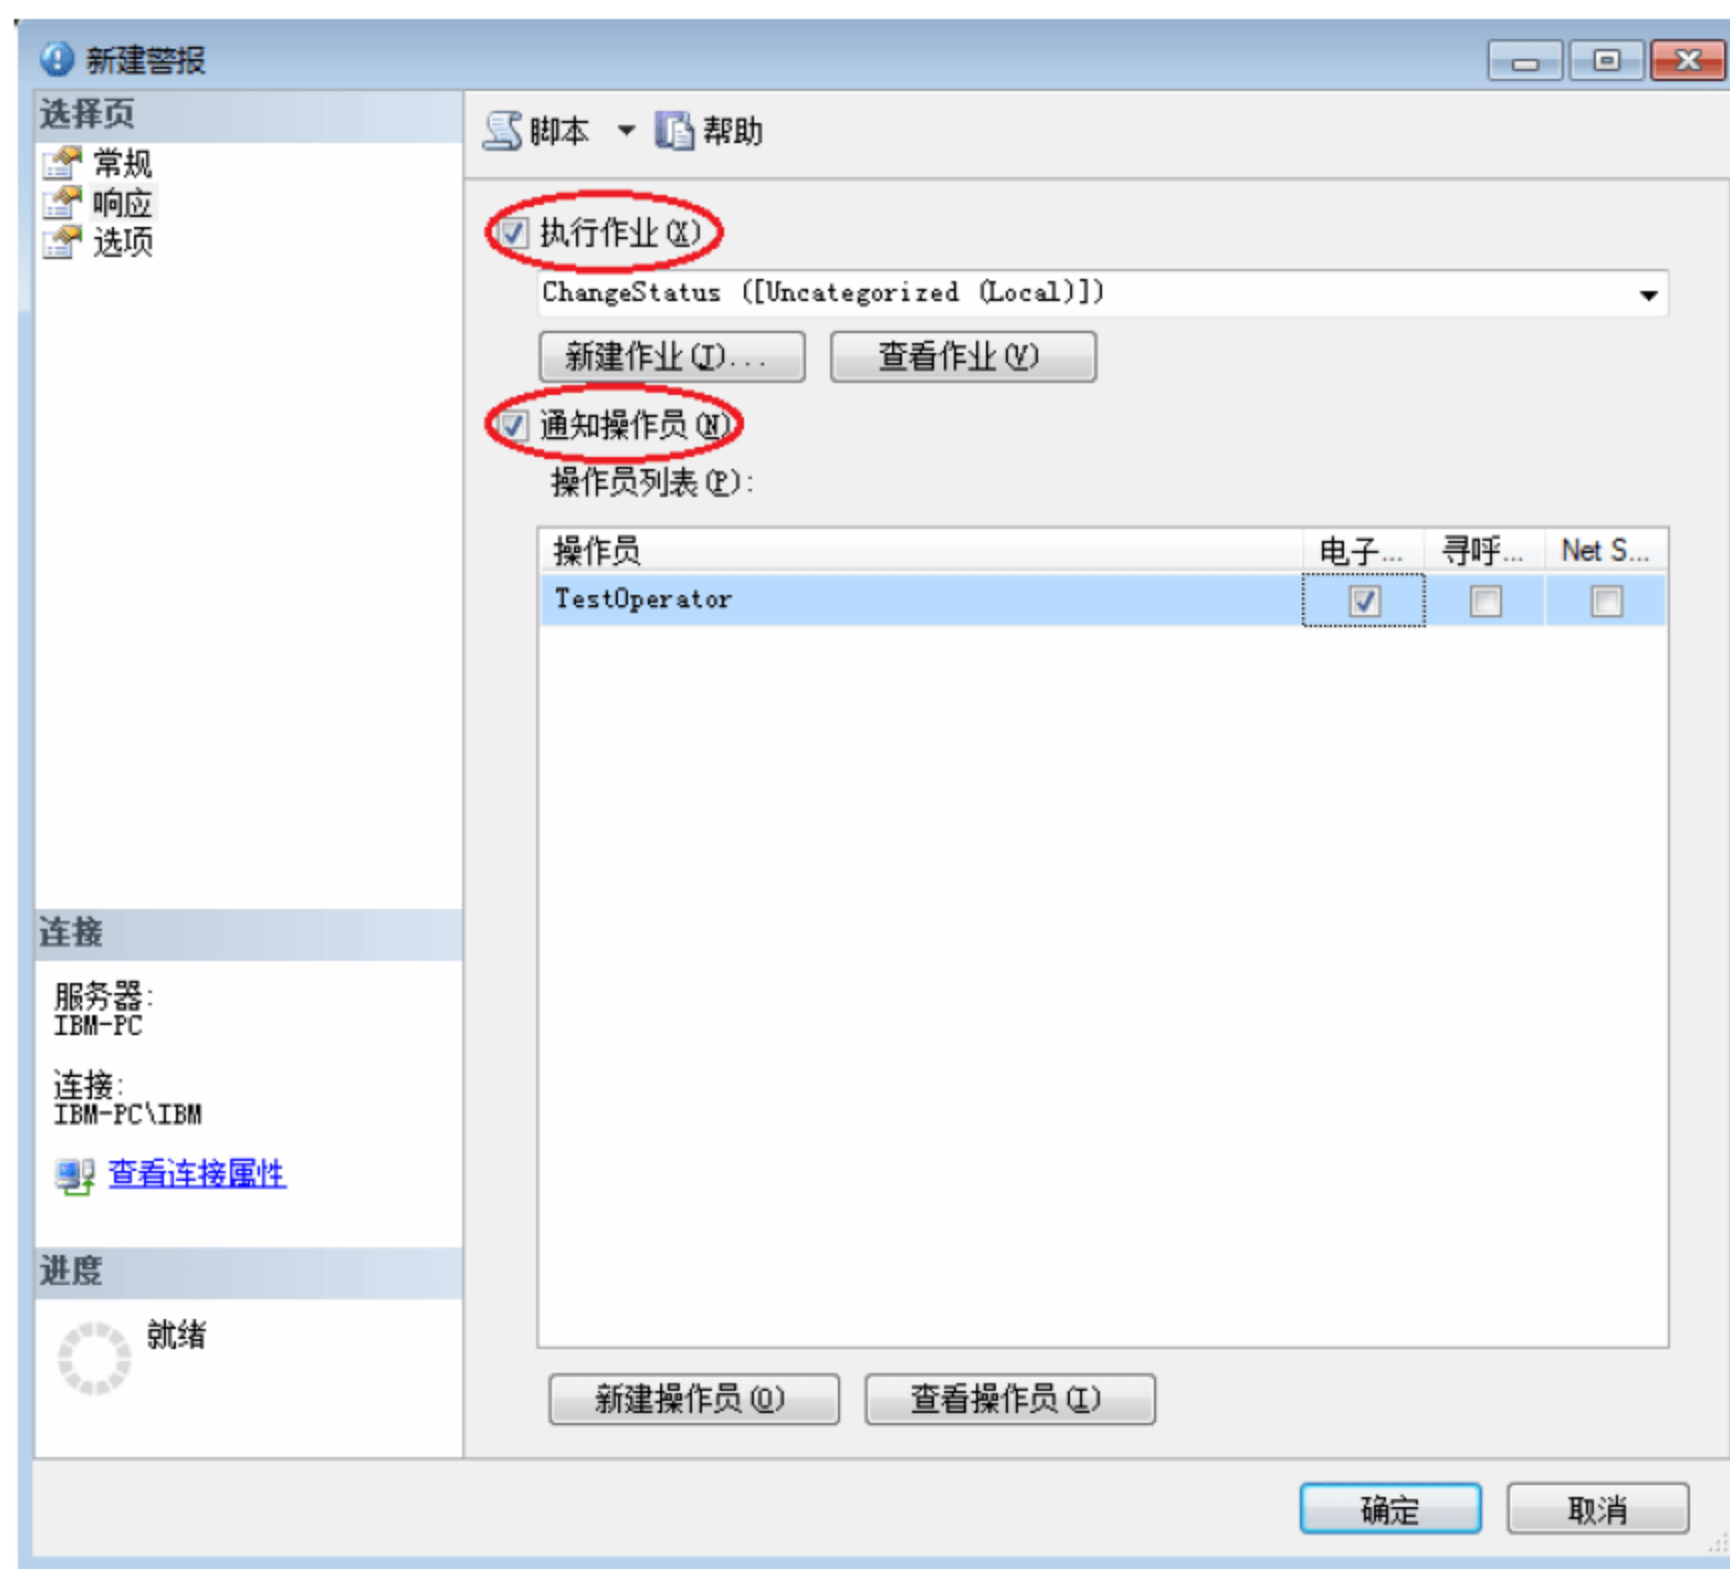 新建警报
选择页
常规
响应
选项
脚本
帮助
执行作业(X)
ChangeStatus ([Uncategorized (Local)])
新建作业(J)...
查看作业(V)
通知操作员(N)
操作员列表(P):
操作员 电子... 寻呼... Net S...
TestOperator
连接
服务器:
IBM-PC
连接:
IBM-PC\IBM
查看连接属性
进度
就绪
新建操作员(O)
查看操作员(I)
确定
取消